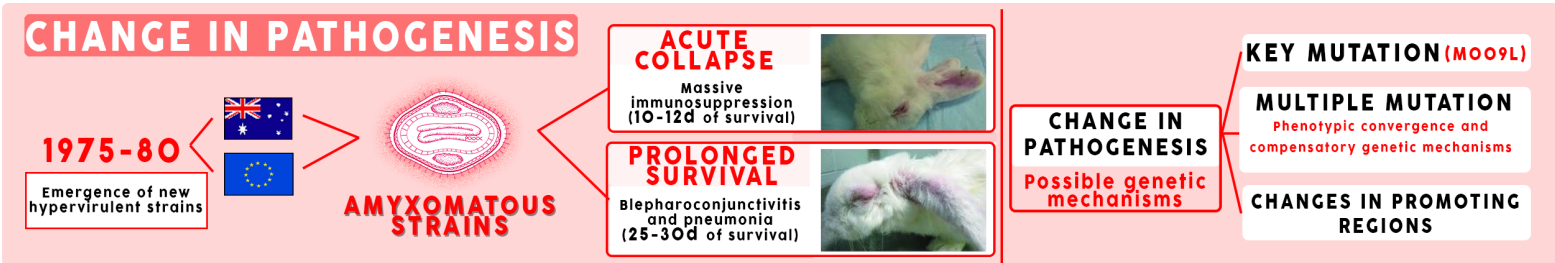 CHANGE IN PATHOGENESIS
1975-80
Emergence of new
hypervirulent strains
AMYXOMATOUS
STRAINS
ACUTE
COLLAPSE
Massive
immunosuppression
(10-12d of survival)
PROLONGED
SURVIVAL
Blepharoconjunctivitis
and pneumonia
(25-30d of survival)
CHANGE IN
PATHOGENESIS
Possible genetic
mechanisms
KEY MUTATION (M009L)
MULTIPLE MUTATION
Phenotypic convergence and
compensatory genetic mechanisms
CHANGES IN PROMOTING
REGIONS